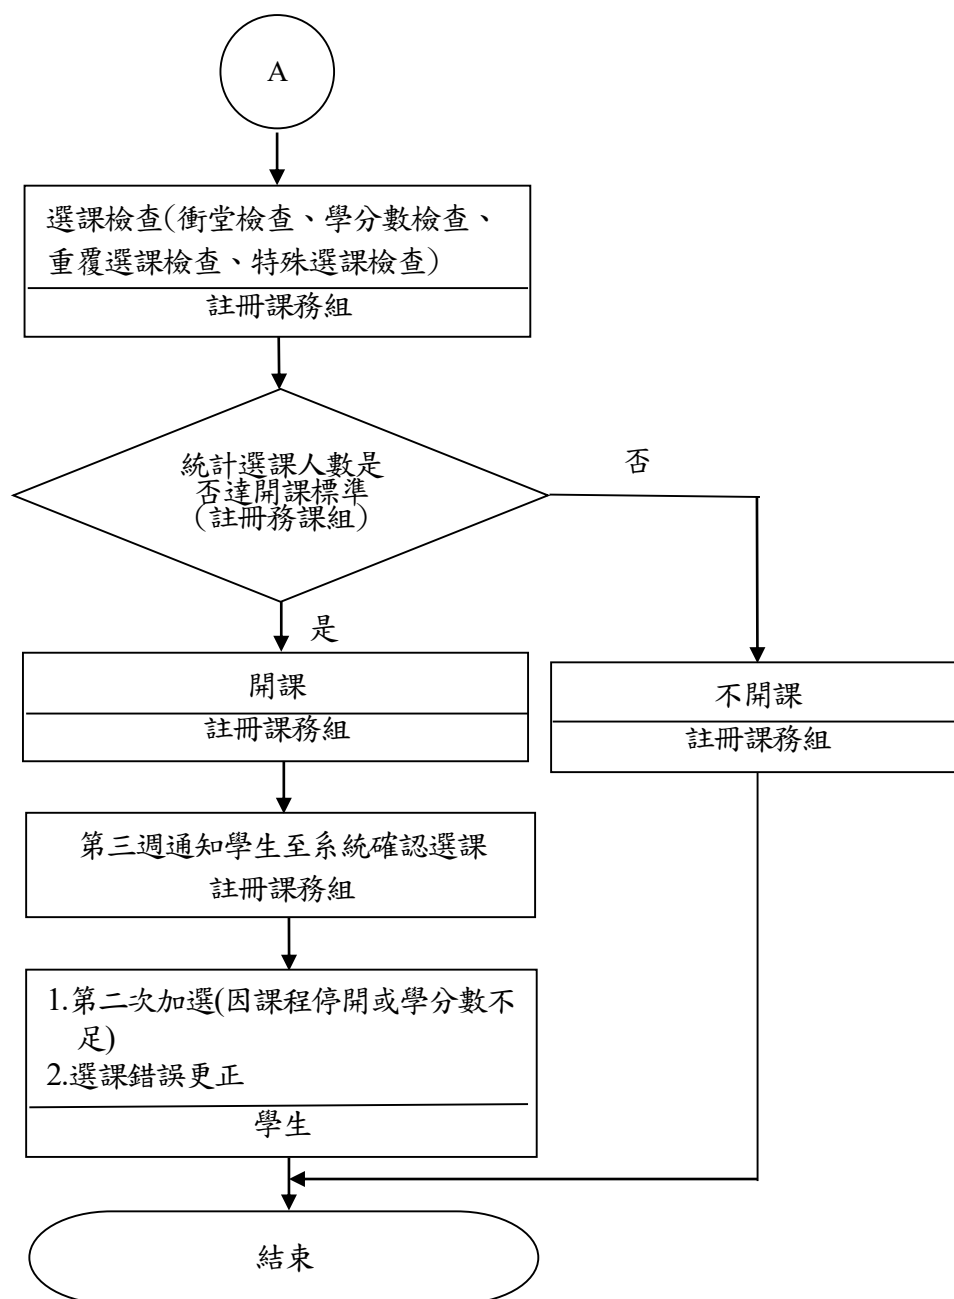 A
選課檢查(衝堂檢查、學分數檢查、
重覆選課檢查、特殊選課檢查)
註冊課務組
統計選課人數是
否達開課標準
(註冊務課組)
否
是
開課
註冊課務組
不開課
註冊課務組
第三週通知學生至系統確認選課
註冊課務組
1.第二次加選(因課程停開或學分數不
足)
2.選課錯誤更正
學生
結束